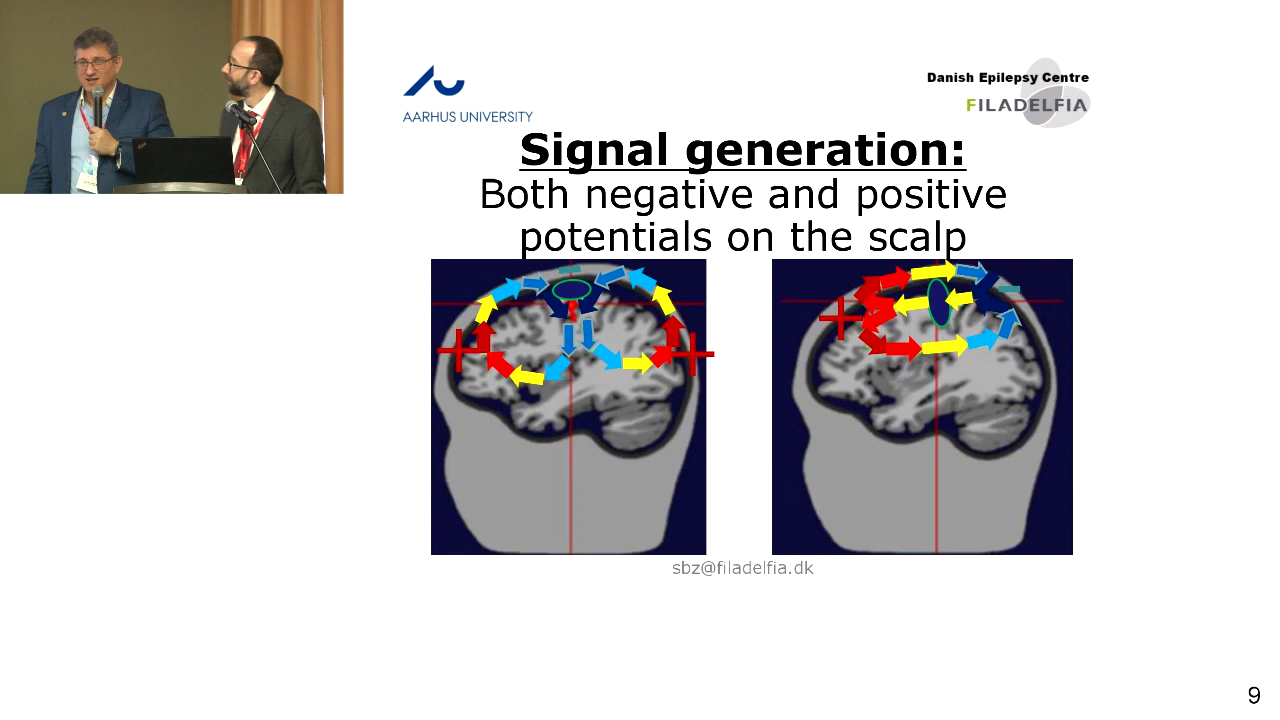 AARHUS UNIVERSITY
Danish Epilepsy Centre
FILADELFIA
Signal generation:
Both negative and positive
potentials on the scalp
sbz@filadelfia.dk
9